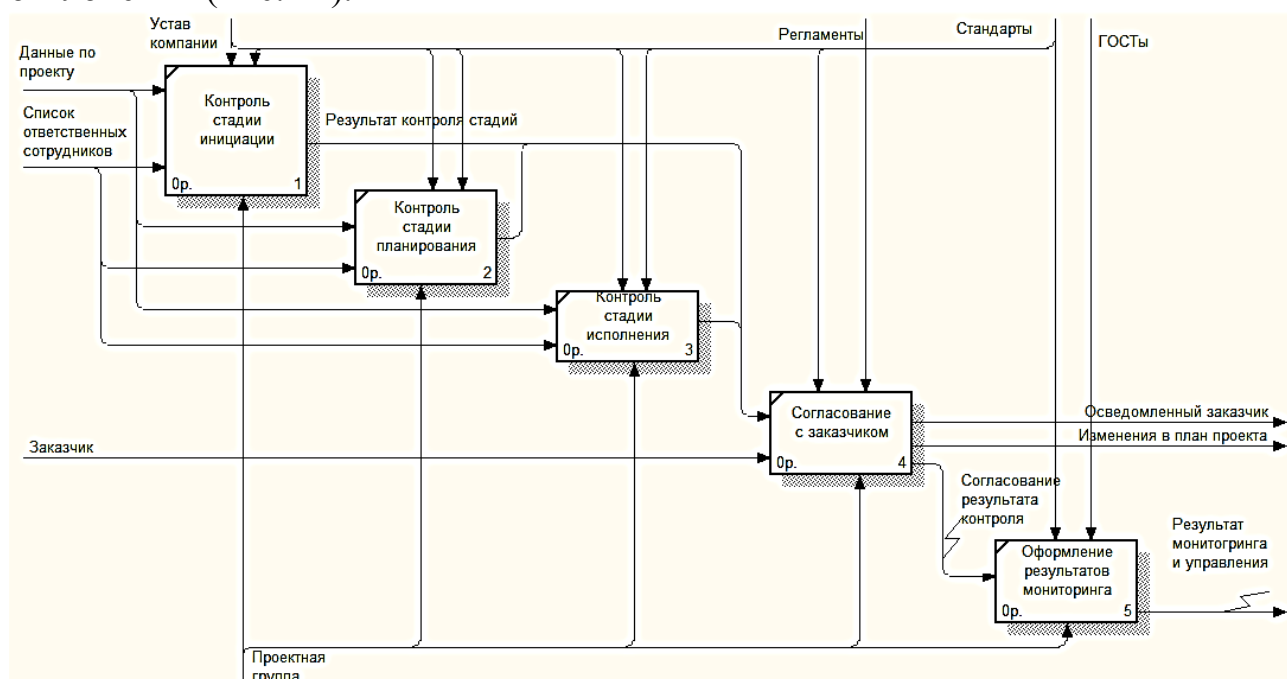 Устав
компании
Регламенты
Стандарты
ГОСТы
Данные по
проекту
Список
ответственных
сотрудников
Контроль
стадии
инициации
0р. 1
Результат контроля стадий
Контроль
стадии
планирования
0р. 2
Контроль
стадии
исполнения
0р. 3
Заказчик
Согласование
с заказчиком
0р. 4
Осведомленный заказчик
Изменения в план проекта
Согласование
результата
контроля
Результат
монитогринга
и управления
Оформление
результатов
мониторинга
0р. 5
Проектная
группа